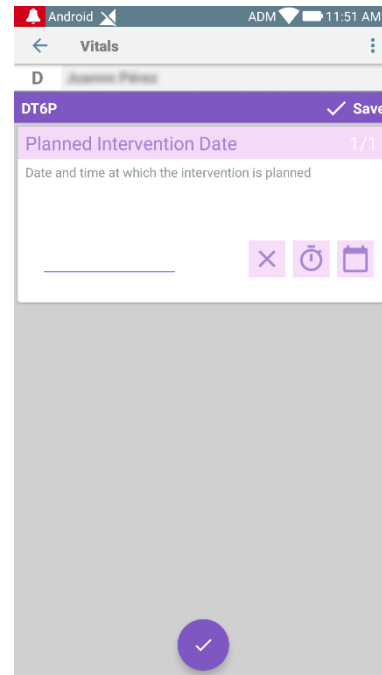 Android ADM 11:51 AM
Vitals
D
DT6P Save
Planned Intervention Date 1/1
Date and time at which the intervention is planned